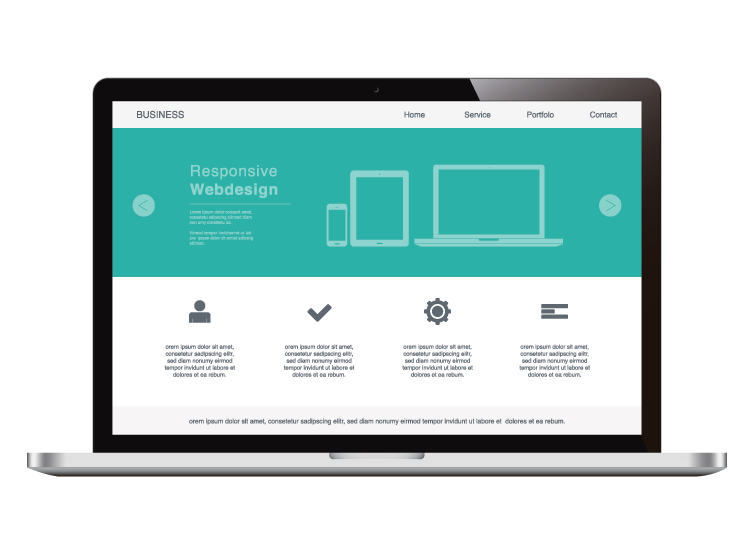 BUSINESS
Home Service Portfolo Contact
Responsive
Webdesign
orem ipsum dolor sit amet,
consetetur sadipscing elitr,
sed diam nonumy eirmod
tempor invidunt ut labore et
dolores et ea rebum.
orem ipsum dolor sit amet,
consetetur sadipscing elitr,
sed diam nonumy eirmod
tempor invidunt ut labore et
dolores et ea rebum.
orem ipsum dolor sit amet,
consetetur sadipscing elitr,
sed diam nonumy eirmod
tempor invidunt ut labore et
dolores et ea rebum.
orem ipsum dolor sit amet,
consetetur sadipscing elitr,
sed diam nonumy eirmod
tempor invidunt ut labore et
dolores et ea rebum.
orem ipsum dolor sit amet, consetetur sadipscing elitr, sed diam nonumy eirmod tempor invidunt ut labore et dolores et ea rebum.